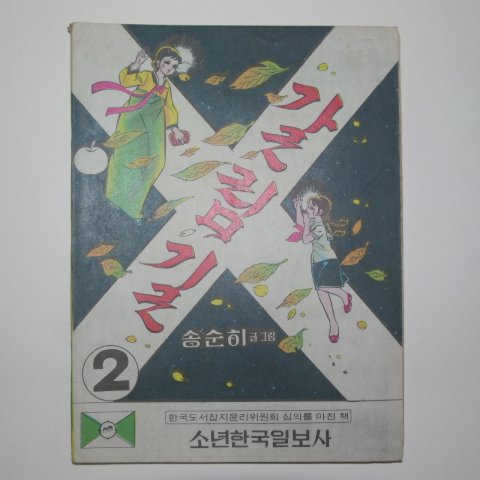 갈림길
송순히 글그림
2
한국도서잡지윤리위원회 심의를 마친 책
소년한국일보사